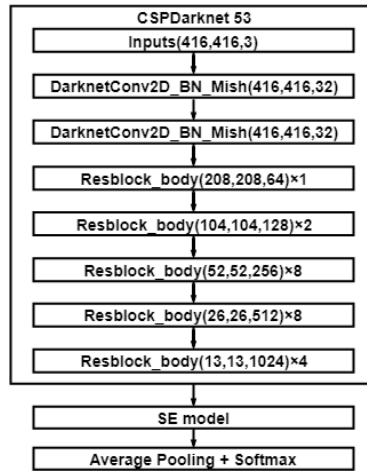 CSPDarknet 53
Inputs(416,416,3)
DarknetConv2D_BN_Mish(416,416,32)
DarknetConv2D_BN_Mish(416,416,32)
Resblock_body(208,208,64)×1
Resblock_body(104,104,128)×2
Resblock_body(52,52,256)×8
Resblock_body(26,26,512)×8
Resblock_body(13,13,1024)×4
SE model
Average Pooling + Softmax